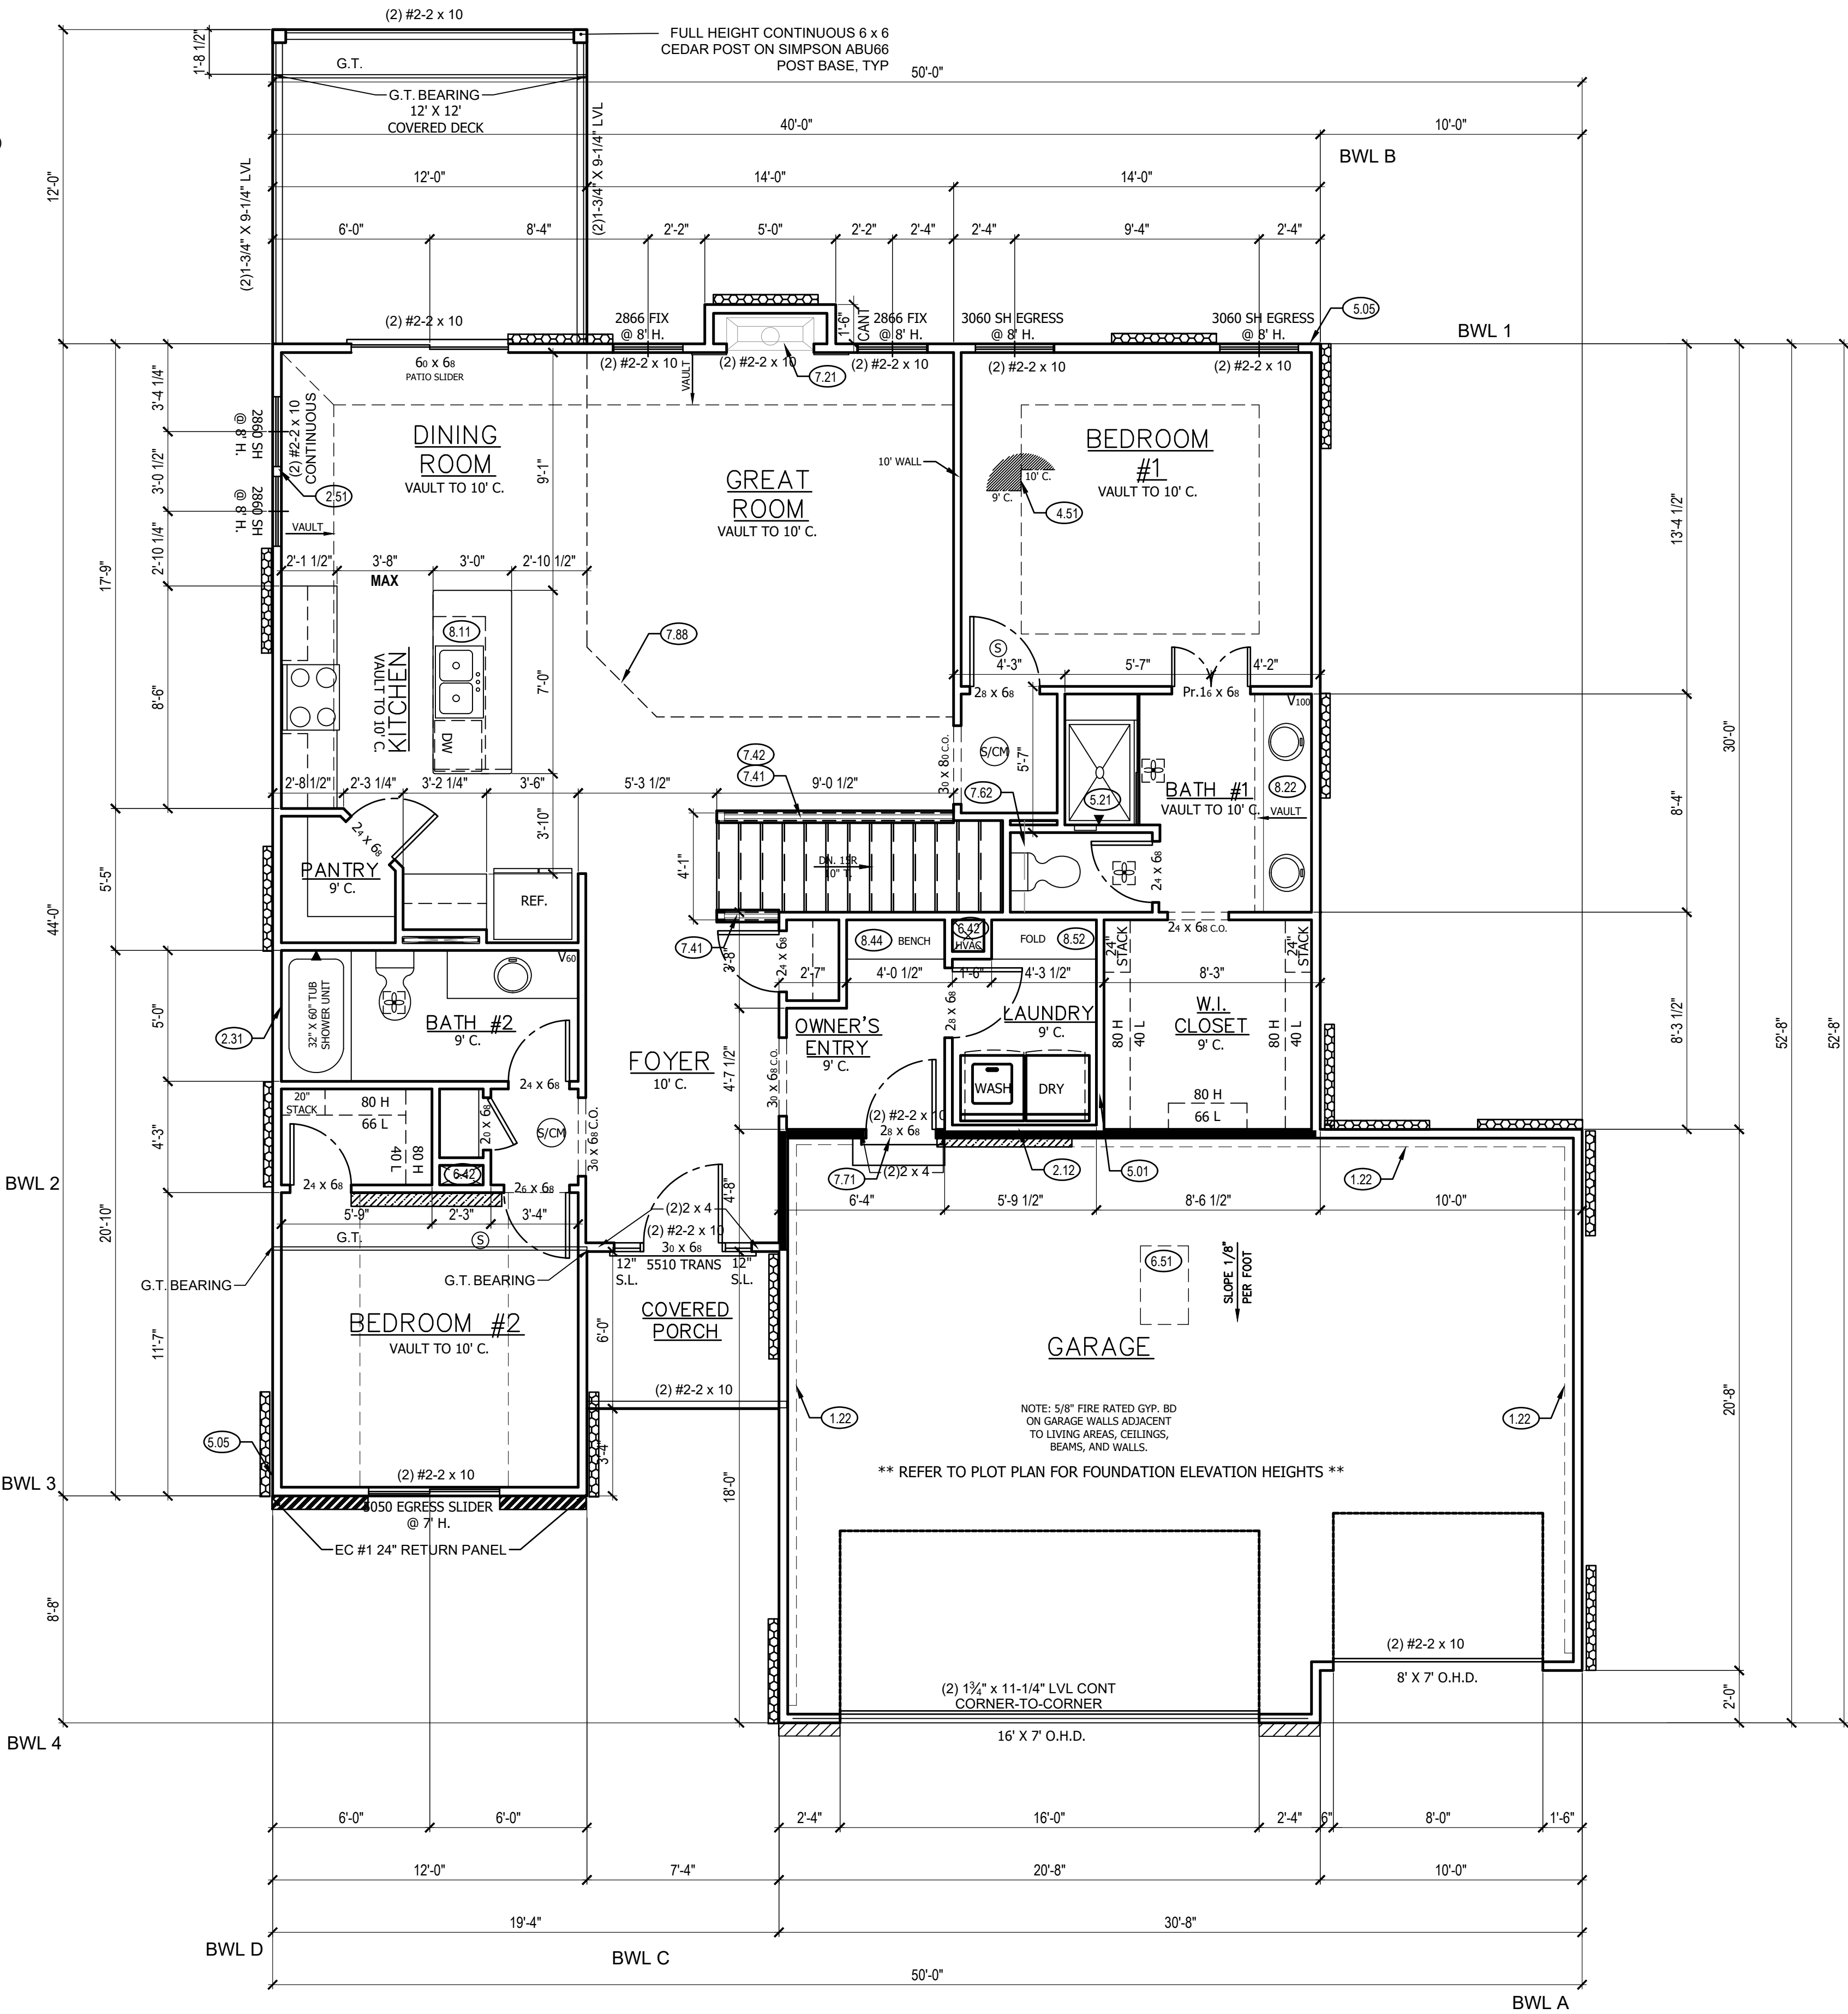 (2) #2-2 x 10
FULL HEIGHT CONTINUOUS 6 x 6
CEDAR POST ON SIMPSON ABU66
POST BASE, TYP
1'-8 1/2"
G.T.
50'-0"
G.T. BEARING
12' X 12'
COVERED DECK
40'-0"
10'-0"
BWL B
12'-0"
(2)1-3/4" X 9-1/4" LVL
(2)1-3/4" X 9-1/4" LVL
12'-0"
14'-0"
14'-0"
6'-0"
8'-4"
2'-2"
5'-0"
2'-2"
2'-4"
2'-4"
9'-4"
2'-4"
(2) #2-2 x 10
2866 FIX
@ 8' H.
1'-6"
CANT
2866 FIX
@ 8' H.
3060 SH EGRESS
@ 8' H.
3060 SH EGRESS
@ 8' H.
5.05
BWL 1
60 x 68
PATIO SLIDER
(2) #2-2 x 10
(2) #2-2 x 10
(2) #2-2 x 10
(2) #2-2 x 10
(2) #2-2 x 10
7.21
VAULT
3'-4 1/4"
2860 SH
@ 8' H.
(2) #2-2 x 10
CONTINUOUS
DINING
ROOM
VAULT TO 10' C.
9'-1"
GREAT
ROOM
VAULT TO 10' C.
10' WALL
BEDROOM
#1
VAULT TO 10' C.
10' C.
9' C.
4.51
3'-0 1/2"
2.51
2860 SH
@ 8' H.
VAULT
2'-10 1/4"
17'-9"
13'-4 1/2"
2'-1 1/2"
3'-8"
MAX
3'-0"
2'-10 1/2"
8.11
7.88
KITCHEN
VAULT TO 10' C.
7'-0"
8'-6"
DW
S
4'-3"
5'-7"
4'-2"
28 x 68
Pr.16 x 68
V100
30'-0"
7.42
7.41
30 x 80 C.O.
S/CM
5'-7"
7.62
5.21
BATH #1
VAULT TO 10' C.
8.22
VAULT
8'-4"
2'-8 1/2"
2'-3 1/4"
3'-2 1/4"
3'-6"
5'-3 1/2"
9'-0 1/2"
3'-10"
24 x 68
PANTRY
9' C.
5'-5"
REF.
4'-1"
DN. 15R
10" T.
24 x 68
44'-0"
7.41
3'-8"
24 x 68
8.44
BENCH
6.42
HVAC
FOLD
8.52
24"
STACK
24 x 68 C.O.
24"
STACK
V60
32" X 60" TUB
SHOWER UNIT
BATH #2
9' C.
5'-0"
2.31
2'-7"
4'-0 1/2"
1'-6"
4'-3 1/2"
8'-3"
28 x 68
8'-3 1/2"
52'-8"
52'-8"
OWNER'S
ENTRY
9' C.
LAUNDRY
9' C.
W.I.
CLOSET
9' C.
80 H
40 L
80 H
40 L
FOYER
10' C.
4'-7 1/2"
30 x 68 C.O.
24 x 68
WASH
DRY
80 H
66 L
20"
STACK
80 H
66 L
80 H
40 L
20 x 68
S/CM
30 x 68 C.O.
4'-3"
6.42
(2) #2-2 x 10
28 x 68
(2)2 x 4
7.71
2.12
5.01
1.22
BWL 2
24 x 68
26 x 68
4'-8"
6'-4"
5'-9 1/2"
8'-6 1/2"
10'-0"
20'-10"
5'-9"
2'-3"
3'-4"
(2)2 x 4
(2) #2-2 x 10
30 x 68
5510 TRANS
12"
S.L.
12"
S.L.
G.T.
S
G.T. BEARING
G.T. BEARING
6.51
SLOPE 1/8"
PER FOOT
COVERED
PORCH
6'-0"
BEDROOM #2
VAULT TO 10' C.
11'-7"
GARAGE
(2) #2-2 x 10
1.22
1.22
NOTE: 5/8" FIRE RATED GYP. BD
ON GARAGE WALLS ADJACENT
TO LIVING AREAS, CEILINGS,
BEAMS, AND WALLS.
20'-8"
5.05
3'-4"
** REFER TO PLOT PLAN FOR FOUNDATION ELEVATION HEIGHTS **
BWL 3
(2) #2-2 x 10
EGRESS SLIDER
@ 7' H.
18'-0"
EC #1 24" RETURN PANEL
8'-8"
(2) #2-2 x 10
8' X 7' O.H.D.
(2) 1¾" x 11-1/4" LVL CONT
CORNER-TO-CORNER
2'-0"
16' X 7' O.H.D.
BWL 4
6'-0"
6'-0"
2'-4"
16'-0"
2'-4"
6"
8'-0"
1'-6"
12'-0"
7'-4"
20'-8"
10'-0"
19'-4"
30'-8"
BWL D
BWL C
50'-0"
BWL A